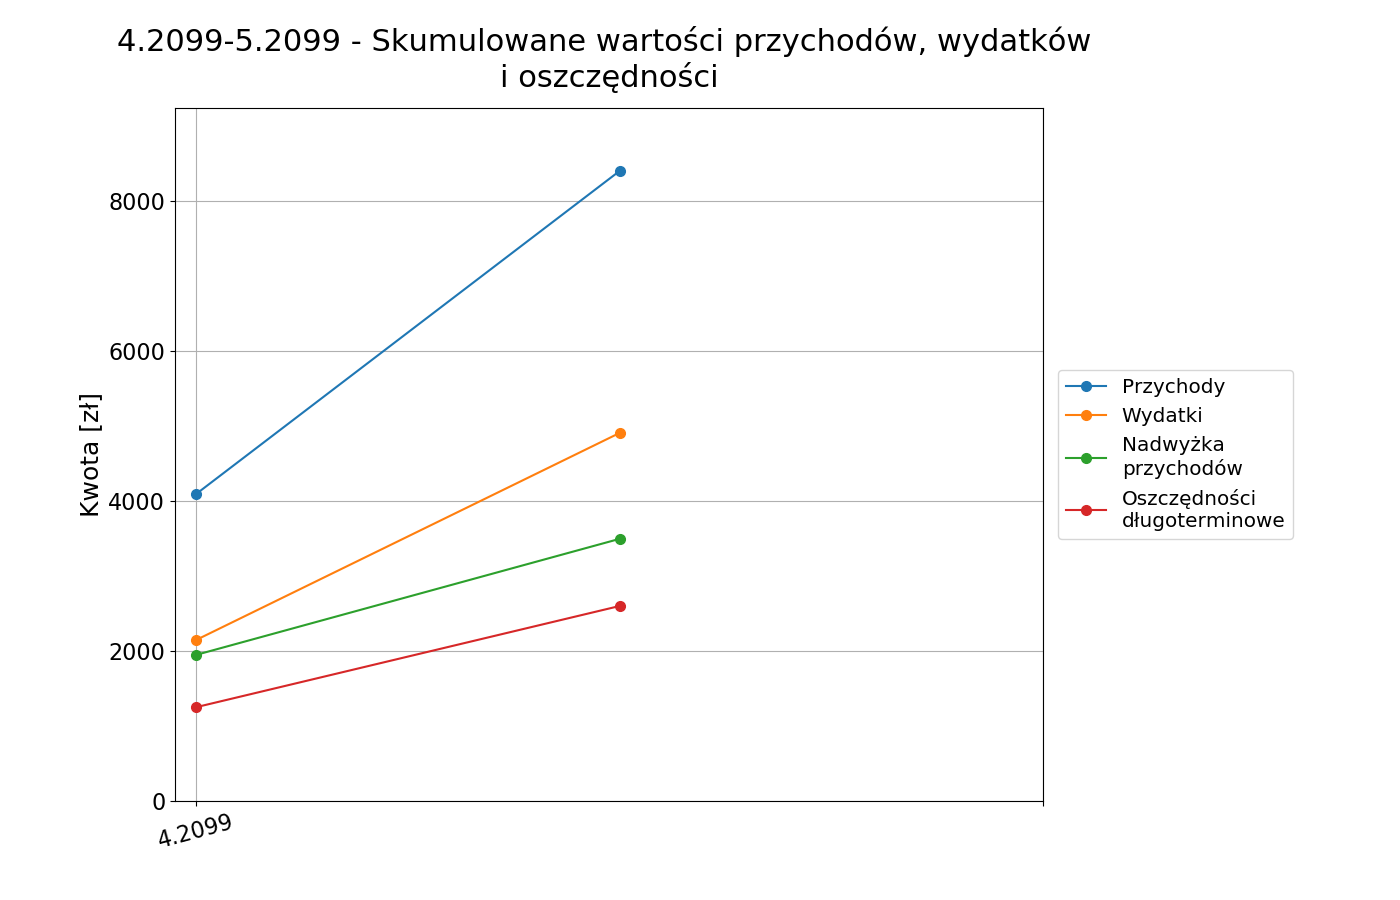 4.2099-5.2099 - Skumulowane wartości przychodów, wydatków
i oszczędności
Kwota [zł]
8000
6000
4000
2000
0
4.2099
Przychody
Wydatki
Nadwyżka
przychodów
Oszczędności
długoterminowe